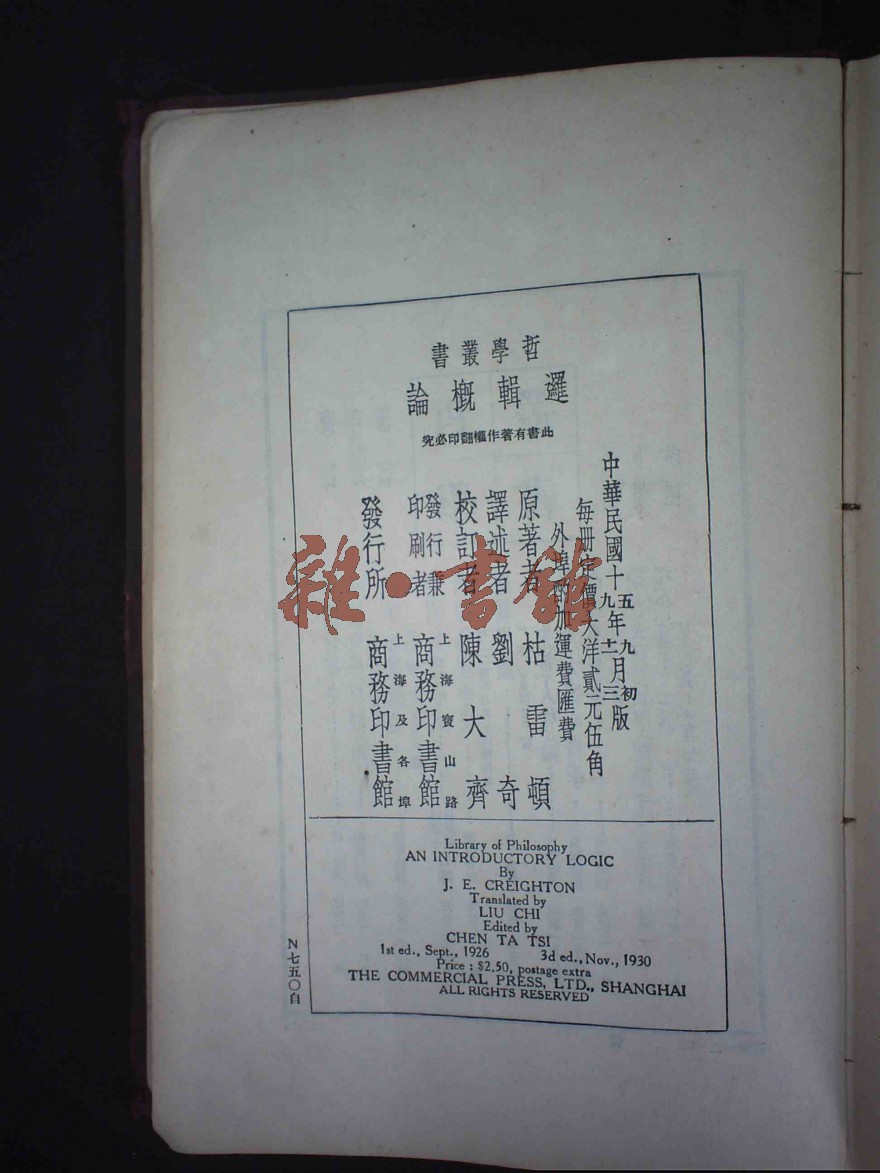 哲學叢書
邏輯概論
此書有著作權翻印必究
中華民國十五年九月初版
十九年十一月三版
每冊定價大洋貳元伍角
外埠酌加運費匯費
原著者 枯雷頓
譯述者 劉奇
校訂者 陳大齊
發行兼印刷者 上海寶山路 商務印書館
發行所 上海及各埠 商務印書館
雜·書館
Library of Philosophy
AN INTRODUCTORY LOGIC
By
J. E. CREIGHTON
Translated by
LIU CHI
Edited by
CHEN TA TSI
1st ed., Sept., 1926 3d ed., Nov., 1930
Price : $2.50, postage extra
THE COMMERCIAL PRESS, LTD., SHANGHAI
ALL RIGHTS RESERVED
N七五〇自